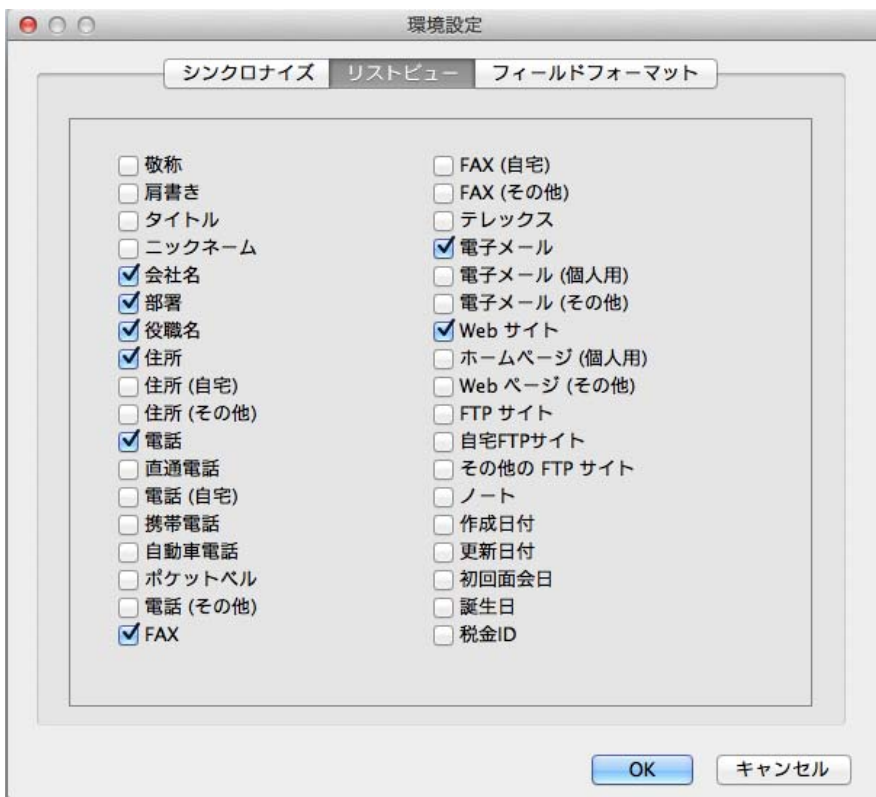 環境設定
シンクロナイズ リストビュー フィールドフォーマット
敬称
肩書き
タイトル
ニックネーム
会社名
部署
役職名
住所
住所 (自宅)
住所 (その他)
電話
直通電話
電話 (自宅)
携帯電話
自動車電話
ポケットベル
電話 (その他)
FAX
FAX (自宅)
FAX (その他)
テレックス
電子メール
電子メール (個人用)
電子メール (その他)
Web サイト
ホームページ (個人用)
Web ページ (その他)
FTP サイト
自宅FTPサイト
その他の FTP サイト
ノート
作成日付
更新日付
初回面会日
誕生日
税金ID
OK キャンセル